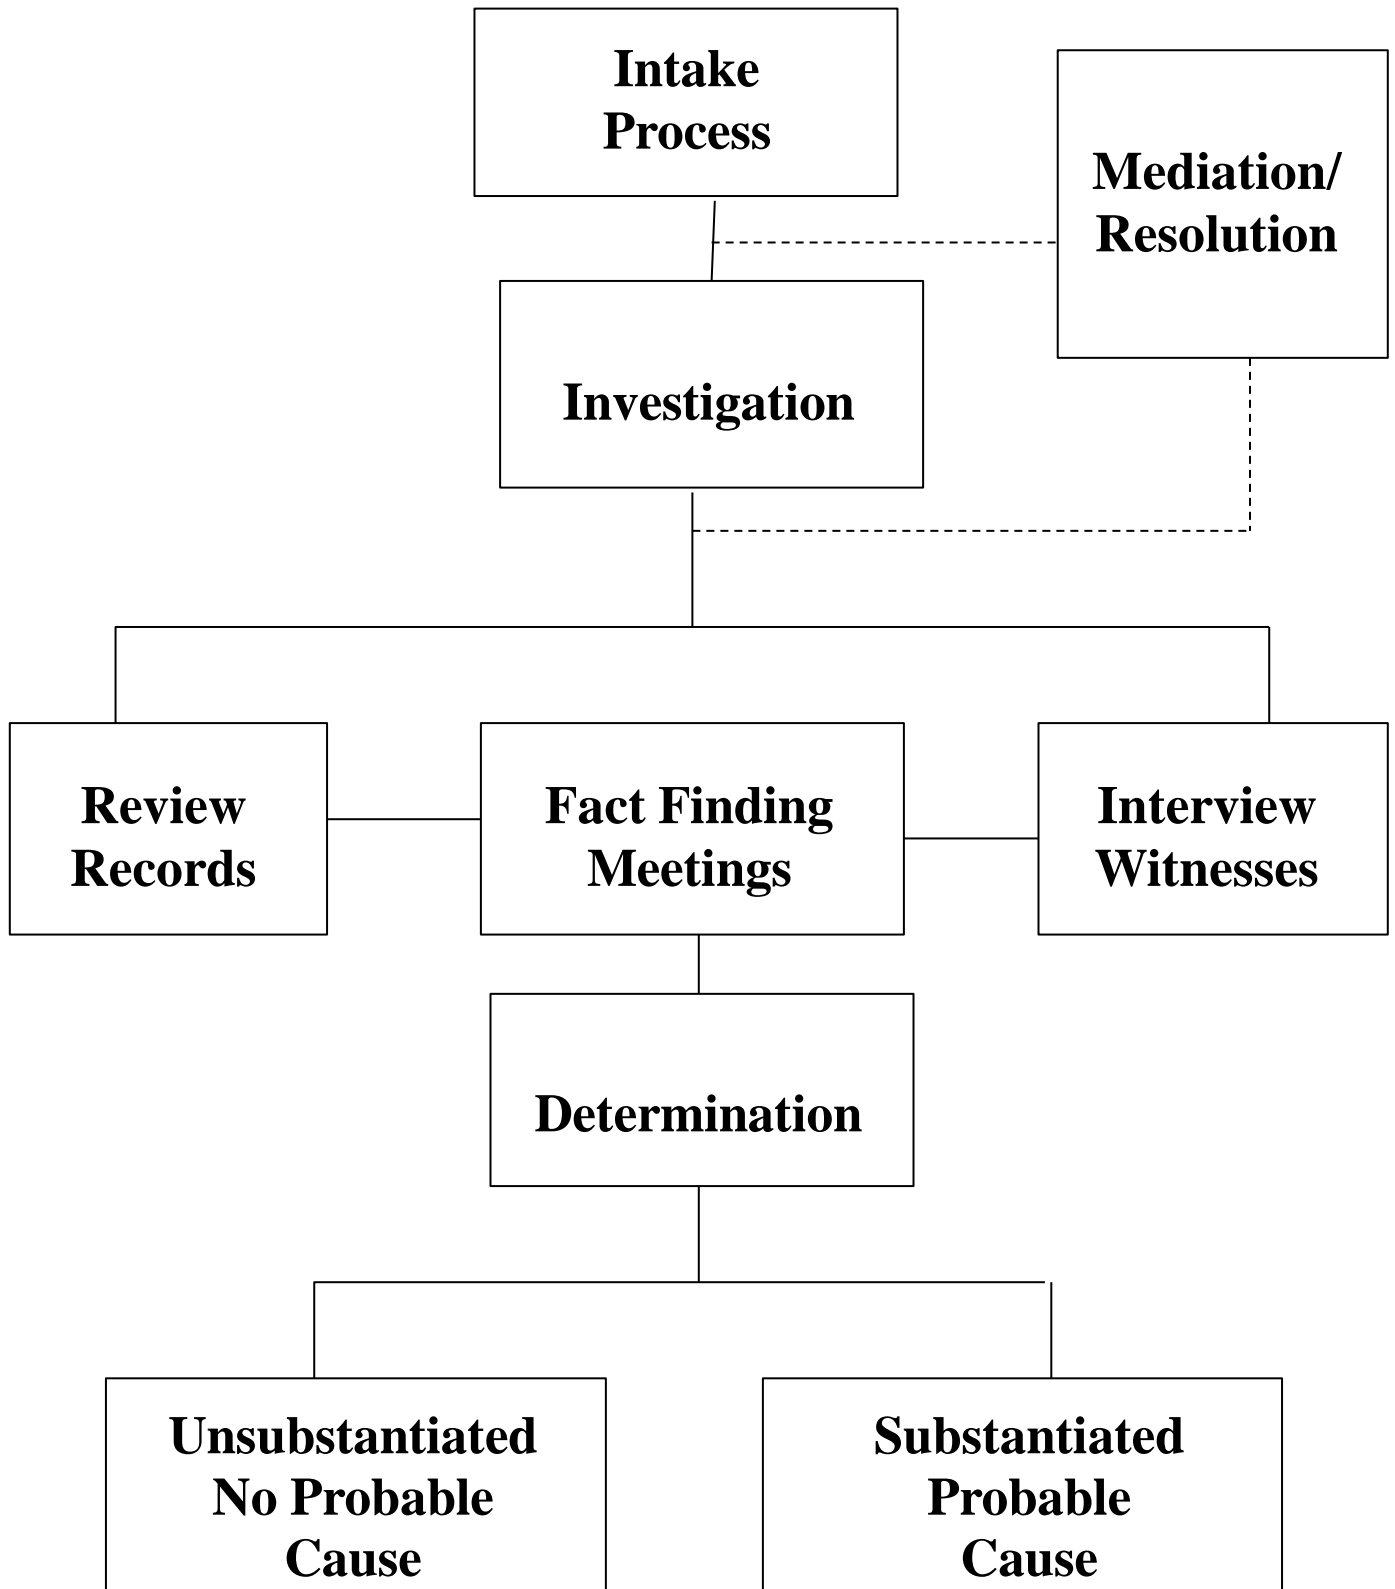 Intake
Process
Mediation/
Resolution
Investigation
Review
Records
Fact Finding
Meetings
Interview
Witnesses
Determination
Unsubstantiated
No Probable
Cause
Substantiated
Probable
Cause